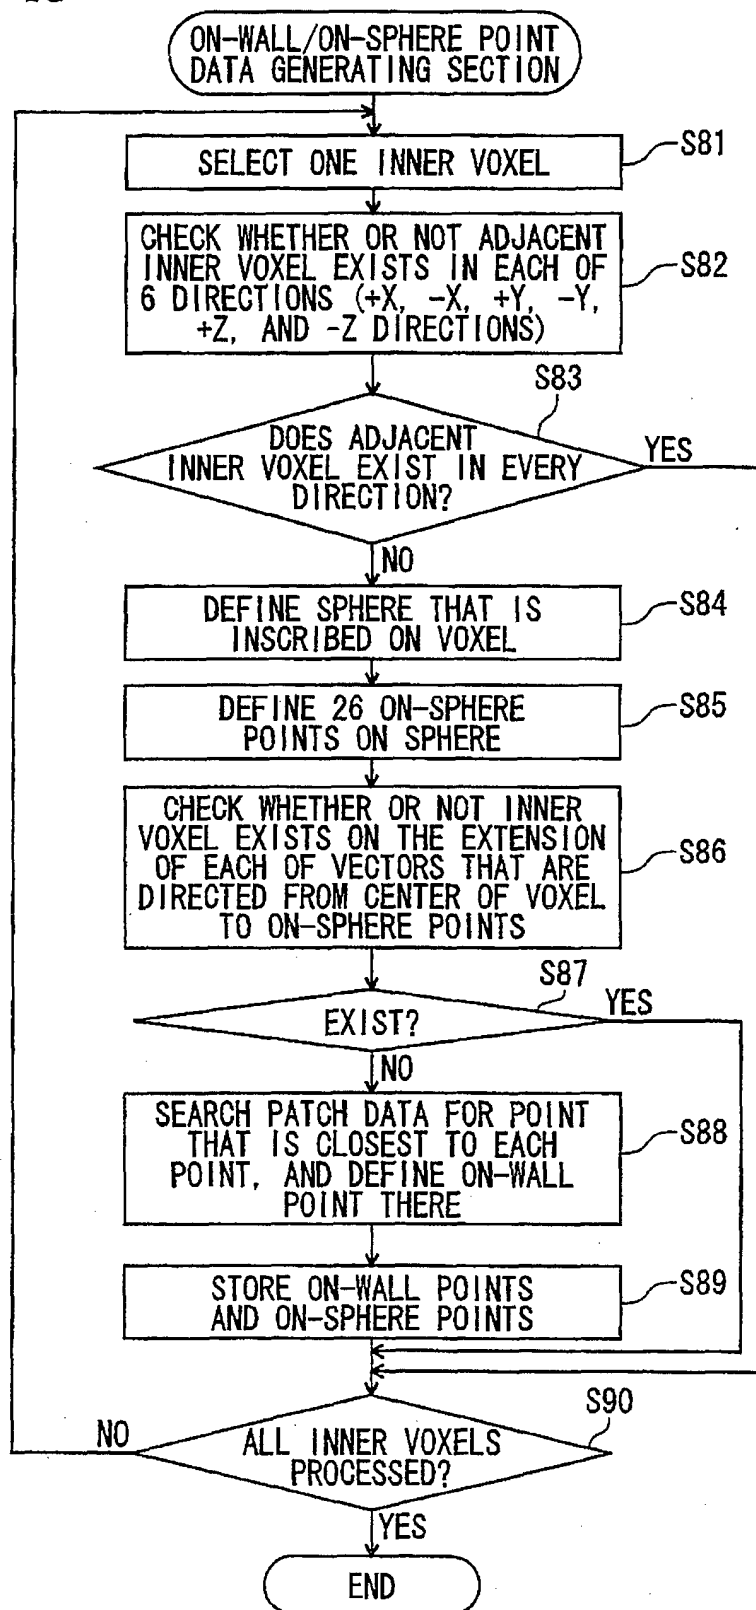 ON-WALL/ON-SPHERE POINT
DATA GENERATING SECTION
SELECT ONE INNER VOXEL
S81
CHECK WHETHER OR NOT ADJACENT
INNER VOXEL EXISTS IN EACH OF
6 DIRECTIONS (+X, -X, +Y, -Y,
+Z, AND -Z DIRECTIONS)
S82
S83
DOES ADJACENT
INNER VOXEL EXIST IN EVERY
DIRECTION?
YES
NO
DEFINE SPHERE THAT IS
INSCRIBED ON VOXEL
S84
DEFINE 26 ON-SPHERE
POINTS ON SPHERE
S85
CHECK WHETHER OR NOT INNER
VOXEL EXISTS ON THE EXTENSION
OF EACH OF VECTORS THAT ARE
DIRECTED FROM CENTER OF VOXEL
TO ON-SPHERE POINTS
S86
S87
EXIST?
YES
NO
SEARCH PATCH DATA FOR POINT
THAT IS CLOSEST TO EACH
POINT, AND DEFINE ON-WALL
POINT THERE
S88
STORE ON-WALL POINTS
AND ON-SPHERE POINTS
S89
S90
ALL INNER VOXELS
PROCESSED?
NO
YES
END